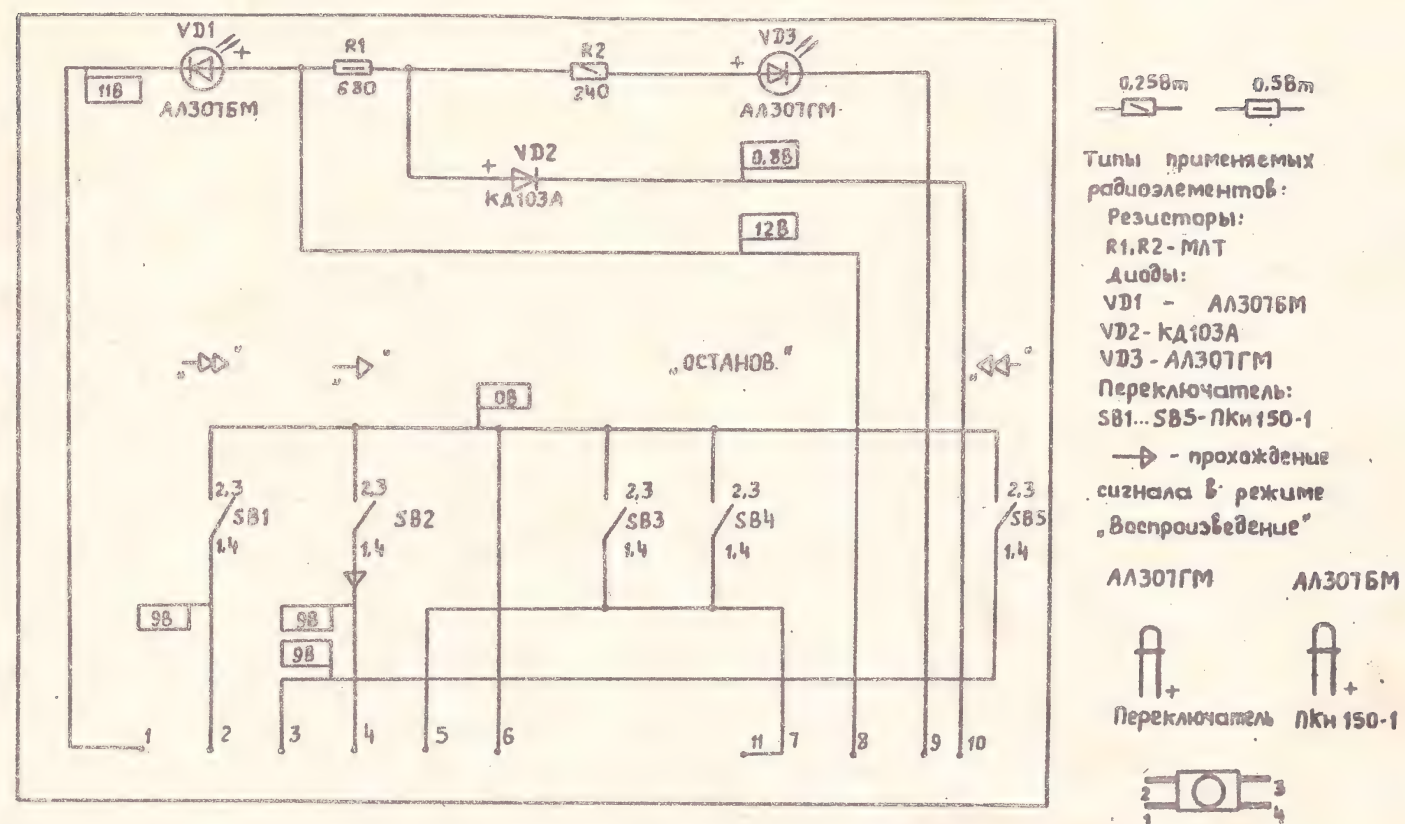 VD1
+
11В
АЛ307БМ
R1
680
R2
240
VD3
+
АЛ307ГМ
VD2
+
КД103А
0,8В
12В
„ "
„ "
„ОСТАНОВ."
„ "
0В
2,3
SB1
1,4
2,3
SB2
1,4
2,3
SB3
1,4
2,3
SB4
1,4
2,3
SB5
1,4
9В
9В
9В
1 2 3 4 5 6 11 7 8 9 10
0,25Вт 0,5Вт
Типы применяемых
радиоэлементов:
Резисторы:
R1,R2-МЛТ
Диоды:
VD1 - АЛ307БМ
VD2-КД103А
VD3-АЛ307ГМ
Переключатель:
SB1...SB5-ПКн150-1
- прохождение
сигнала в режиме
„Воспроизведение"
АЛ307ГМ АЛ307БМ
+ +
Переключатель ПКн 150-1
2 3
1 4